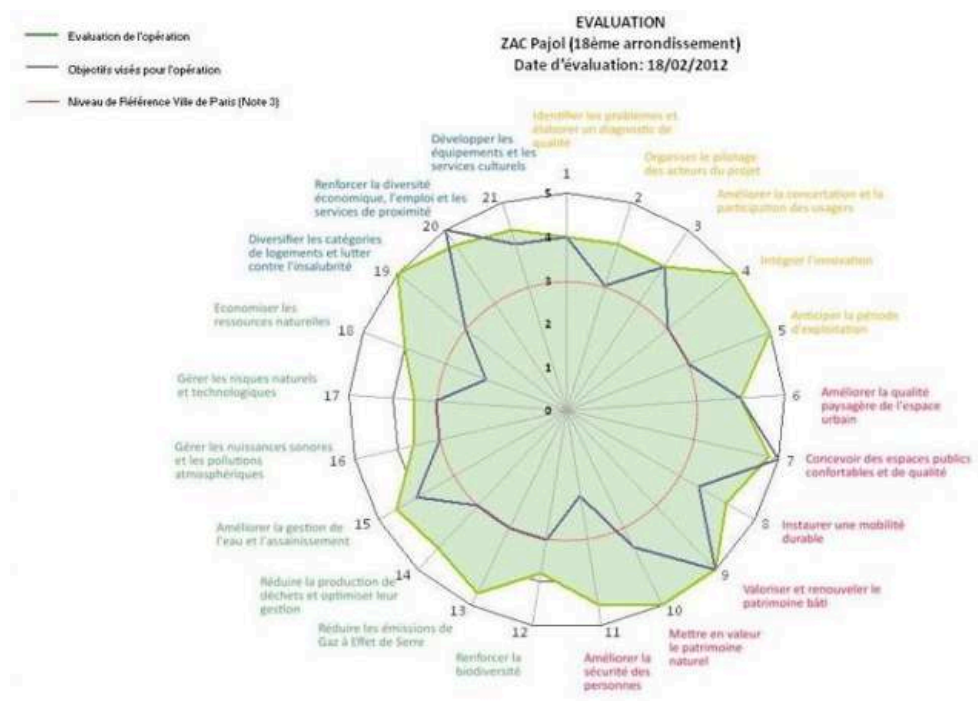 EVALUATION
ZAC Pajol (18ème arrondissement)
Date d'évaluation: 18/02/2012
Evaluation de l'opération
Objectifs visés pour l'opération
Niveau de Référence Ville de Paris (Note 3)
Identifier les problèmes et
élaborer un diagnostic de
qualité
1
Organiser le pilotage
des acteurs du projet
2
Améliorer la concertation et la
participation des usagers
3
Intégrer l'innovation
4
Anticiper la période
d'exploitation
5
Améliorer la qualité
paysagère de l'espace
urbain
6
Concevoir des espaces publics
confortables et de qualité
7
Instaurer une mobilité
durable
8
Valoriser et renouveler le
patrimoine bâti
9
Mettre en valeur
le patrimoine
naturel
10
Améliorer la
sécurité des
personnes
11
Renforcer la
biodiversité
12
Réduire les émissions de
Gaz à Effet de Serre
13
Réduire la production de
déchets et optimiser leur
gestion
14
Améliorer la gestion de
l'eau et l'assainissement
15
Gérer les nuissances sonores
et les pollutions
atmosphériques
16
Gérer les risques naturels
et technologiques
17
Economiser les
ressources naturelles
18
Diversifier les catégories
de logements et lutter
contre l'insalubrité
19
Renforcer la diversité
économique, l'emploi et les
services de proximité
20
Développer les
équipements et les
services culturels
21
5
4
3
2
1
0